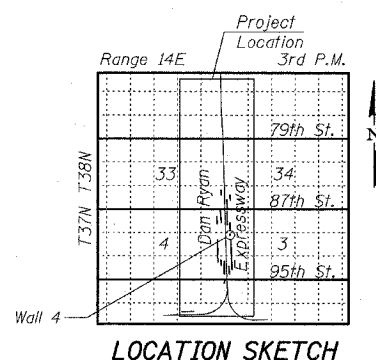 Project
Location
Range 14E
3rd P.M.
79th St.
N
T38N
33
34
87th St.
T37N
Dan Ryan
Expressway
4
3
95th St.
Wall 4
LOCATION SKETCH